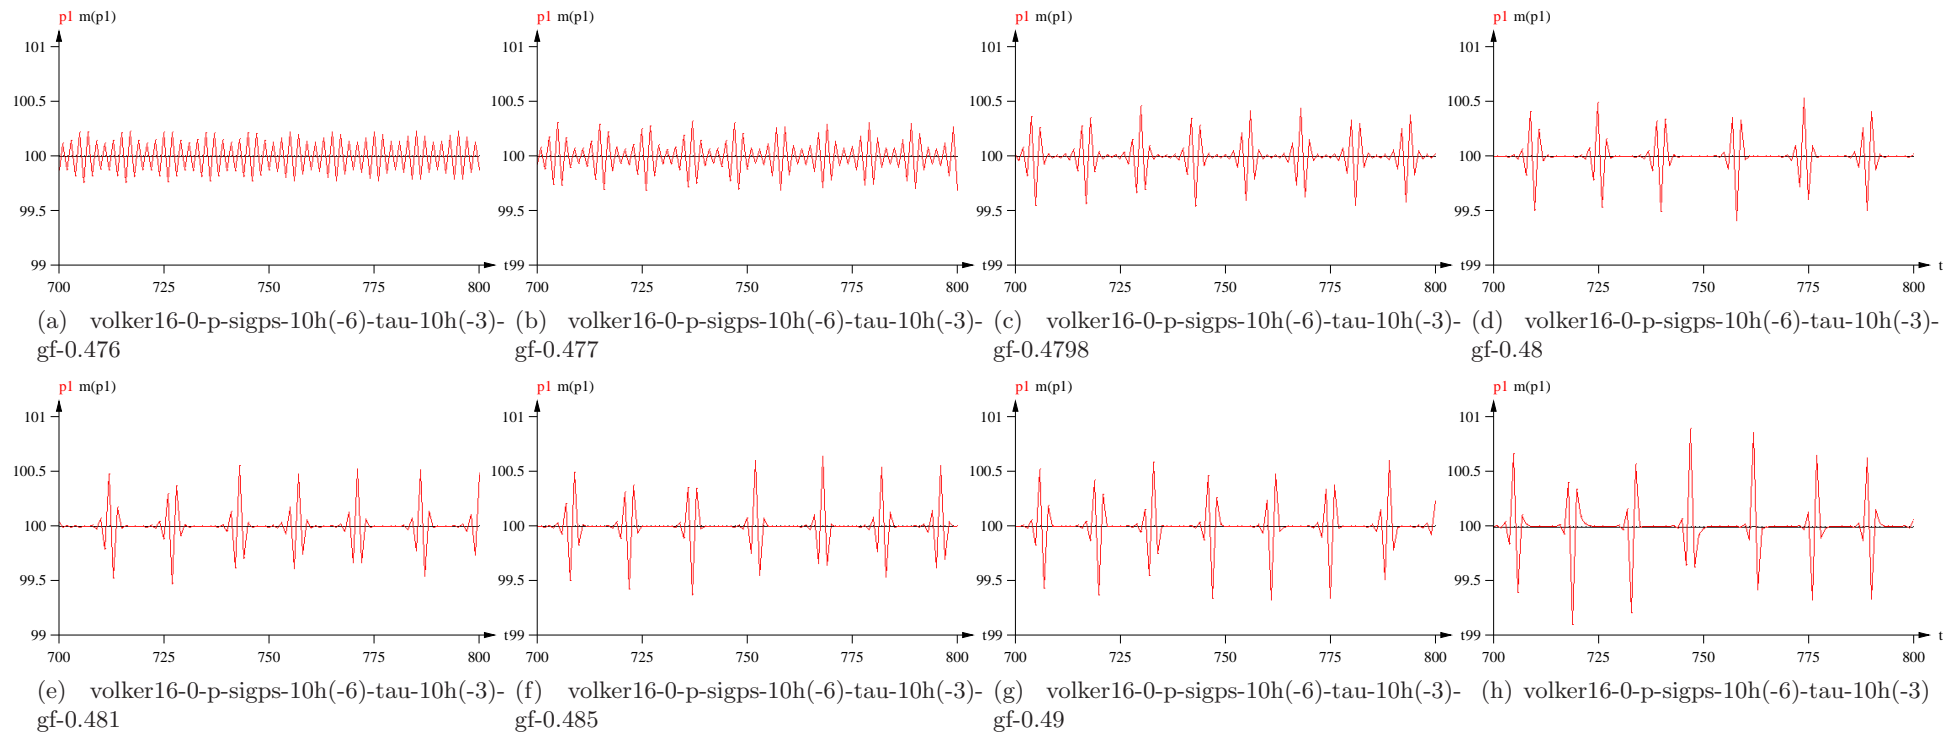 p1 m(p1)
101
100.5
100
99.5
99
700
725
750
775
800
t
(a) volker16-0-p-sigps-10h(-6)-tau-10h(-3)-
gf-0.476
p1 m(p1)
101
100.5
100
99.5
99
700
725
750
775
800
t
(b) volker16-0-p-sigps-10h(-6)-tau-10h(-3)-
gf-0.477
p1 m(p1)
101
100.5
100
99.5
99
700
725
750
775
800
t
(c) volker16-0-p-sigps-10h(-6)-tau-10h(-3)-
gf-0.4798
p1 m(p1)
101
100.5
100
99.5
99
700
725
750
775
800
t
(d) volker16-0-p-sigps-10h(-6)-tau-10h(-3)-
gf-0.48
p1 m(p1)
101
100.5
100
99.5
99
700
725
750
775
800
t
(e) volker16-0-p-sigps-10h(-6)-tau-10h(-3)-
gf-0.481
p1 m(p1)
101
100.5
100
99.5
99
700
725
750
775
800
t
(f) volker16-0-p-sigps-10h(-6)-tau-10h(-3)-
gf-0.485
p1 m(p1)
101
100.5
100
99.5
99
700
725
750
775
800
t
(g) volker16-0-p-sigps-10h(-6)-tau-10h(-3)-
gf-0.49
p1 m(p1)
101
100.5
100
99.5
99
700
725
750
775
800
t
(h) volker16-0-p-sigps-10h(-6)-tau-10h(-3)